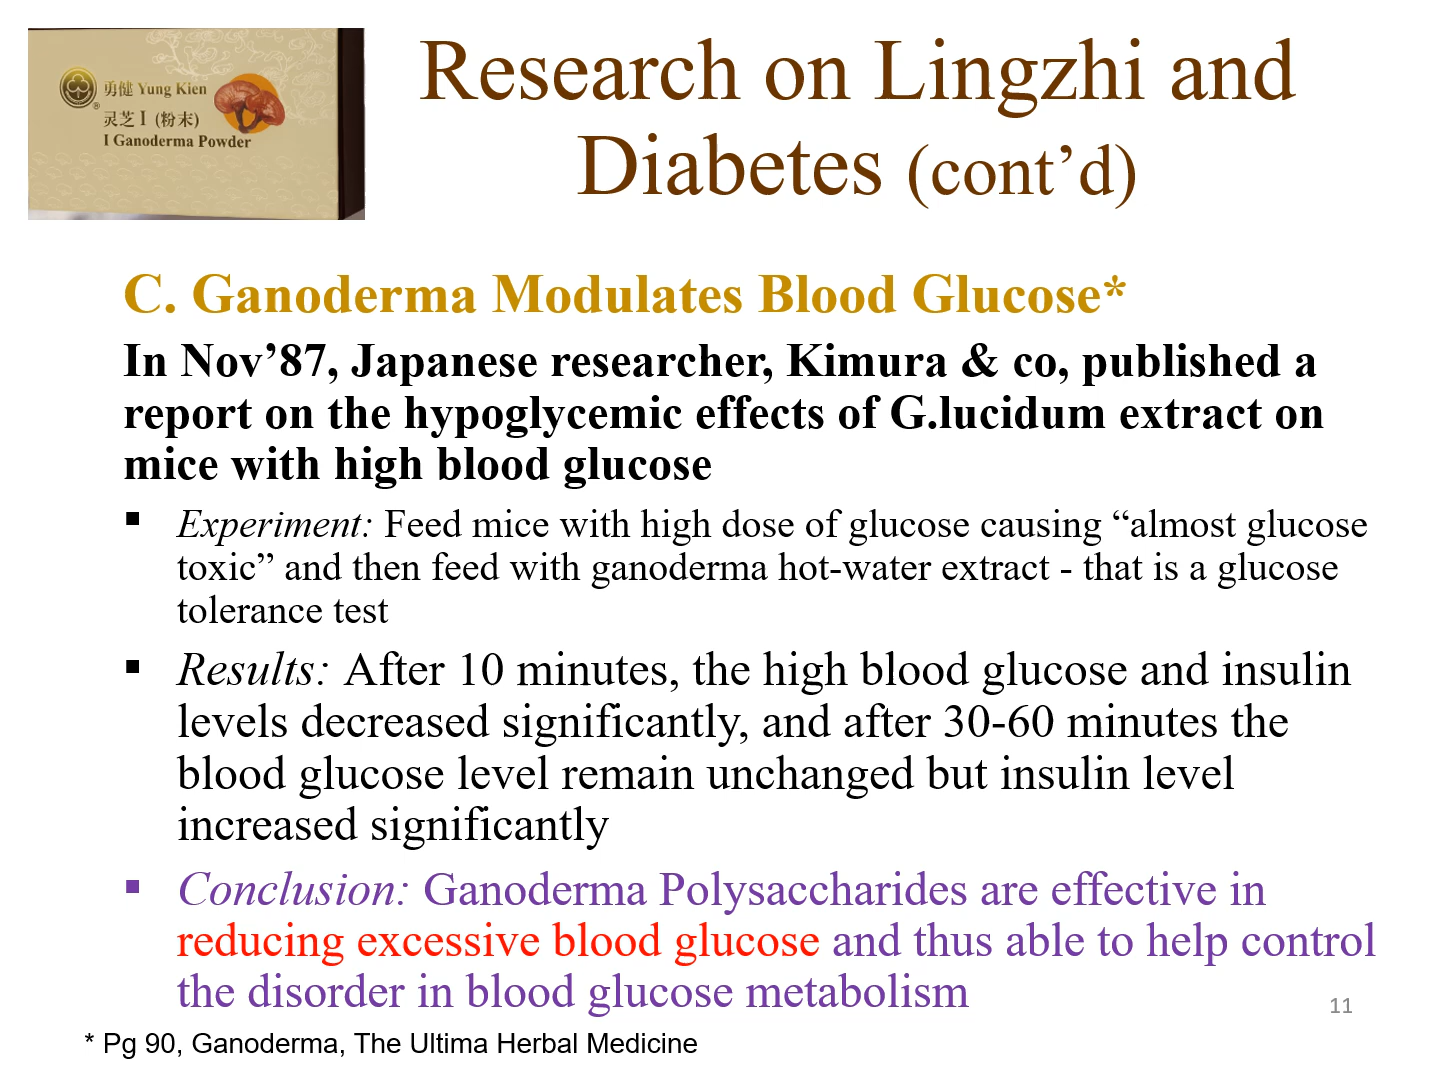 勇健 Yung Kien
®
灵芝 I (粉末)
I Ganoderma Powder
Research on Lingzhi and
Diabetes (cont’d)
C. Ganoderma Modulates Blood Glucose*
In Nov’87, Japanese researcher, Kimura & co, published a
report on the hypoglycemic effects of G.lucidum extract on
mice with high blood glucose
▪ Experiment: Feed mice with high dose of glucose causing “almost glucose
toxic” and then feed with ganoderma hot-water extract - that is a glucose
tolerance test
▪ Results: After 10 minutes, the high blood glucose and insulin
levels decreased significantly, and after 30-60 minutes the
blood glucose level remain unchanged but insulin level
increased significantly
▪ Conclusion: Ganoderma Polysaccharides are effective in
reducing excessive blood glucose and thus able to help control
the disorder in blood glucose metabolism
11
* Pg 90, Ganoderma, The Ultima Herbal Medicine